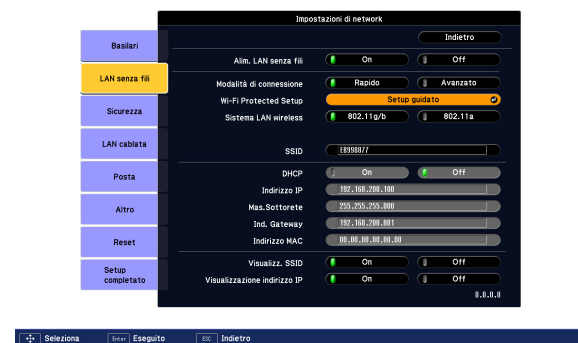 Impostazioni di network
Indietro
Basilari
LAN senza fili
Sicurezza
LAN cablata
Posta
Altro
Reset
Setup
completato
Alim. LAN senza fili On Off
Modalità di connessione Rapido Avanzato
Wi-Fi Protected Setup Setup guidato
Sistema LAN wireless 802.11g/b 802.11a
SSID EB998877
DHCP On Off
Indirizzo IP 192.168.200.100
Mas.Sottorete 255.255.255.000
Ind. Gateway 192.168.200.001
Indirizzo MAC 00.00.00.00.00.00
Visualizz. SSID On Off
Visualizzazione indirizzo IP On Off
0.0.0.0
Seleziona Enter Eseguito ESC Indietro